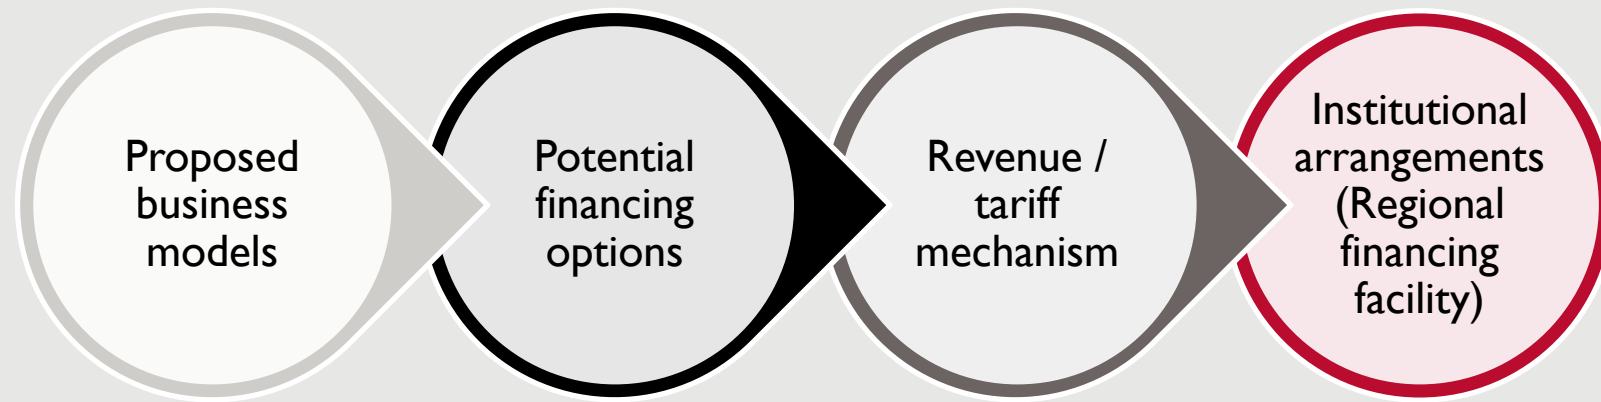 Proposed
business
models
Potential
financing
options
Revenue /
tariff
mechanism
Institutional
arrangements
(Regional
financing
facility)